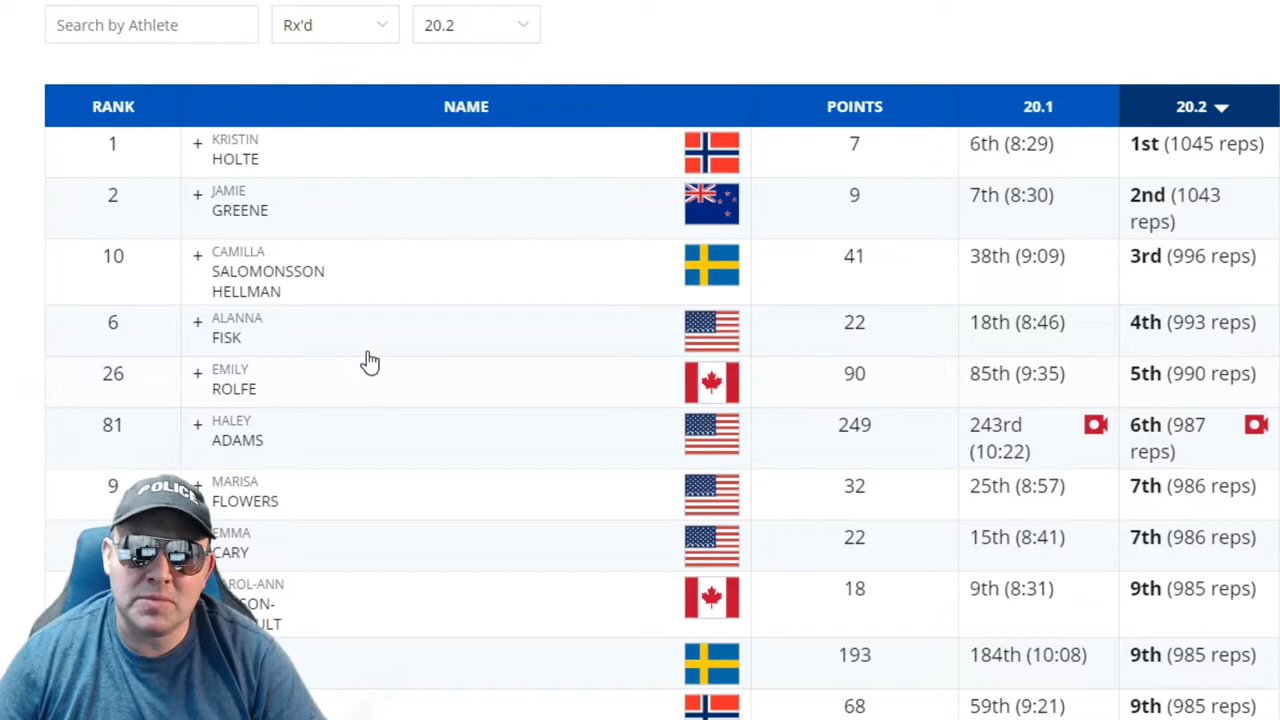 Search by Athlete Rx'd 20.2
RANK NAME POINTS 20.1 20.2
1 + KRISTIN 7 6th (8:29) 1st (1045 reps)
HOLTE
2 + JAMIE 9 7th (8:30) 2nd (1043
GREENE reps)
10 + CAMILLA 41 38th (9:09) 3rd (996 reps)
SALOMONSSON
HELLMAN
6 + ALANNA 22 18th (8:46) 4th (993 reps)
FISK
26 + EMILY 90 85th (9:35) 5th (990 reps)
ROLFE
81 + HALEY 249 243rd 6th (987
ADAMS (10:22) reps)
9 + MARISA 32 25th (8:57) 7th (986 reps)
FLOWERS
POLICE
EMMA 22 15th (8:41) 7th (986 reps)
CARY
18 9th (8:31) 9th (985 reps)
193 184th (10:08) 9th (985 reps)
68 59th (9:21) 9th (985 reps)